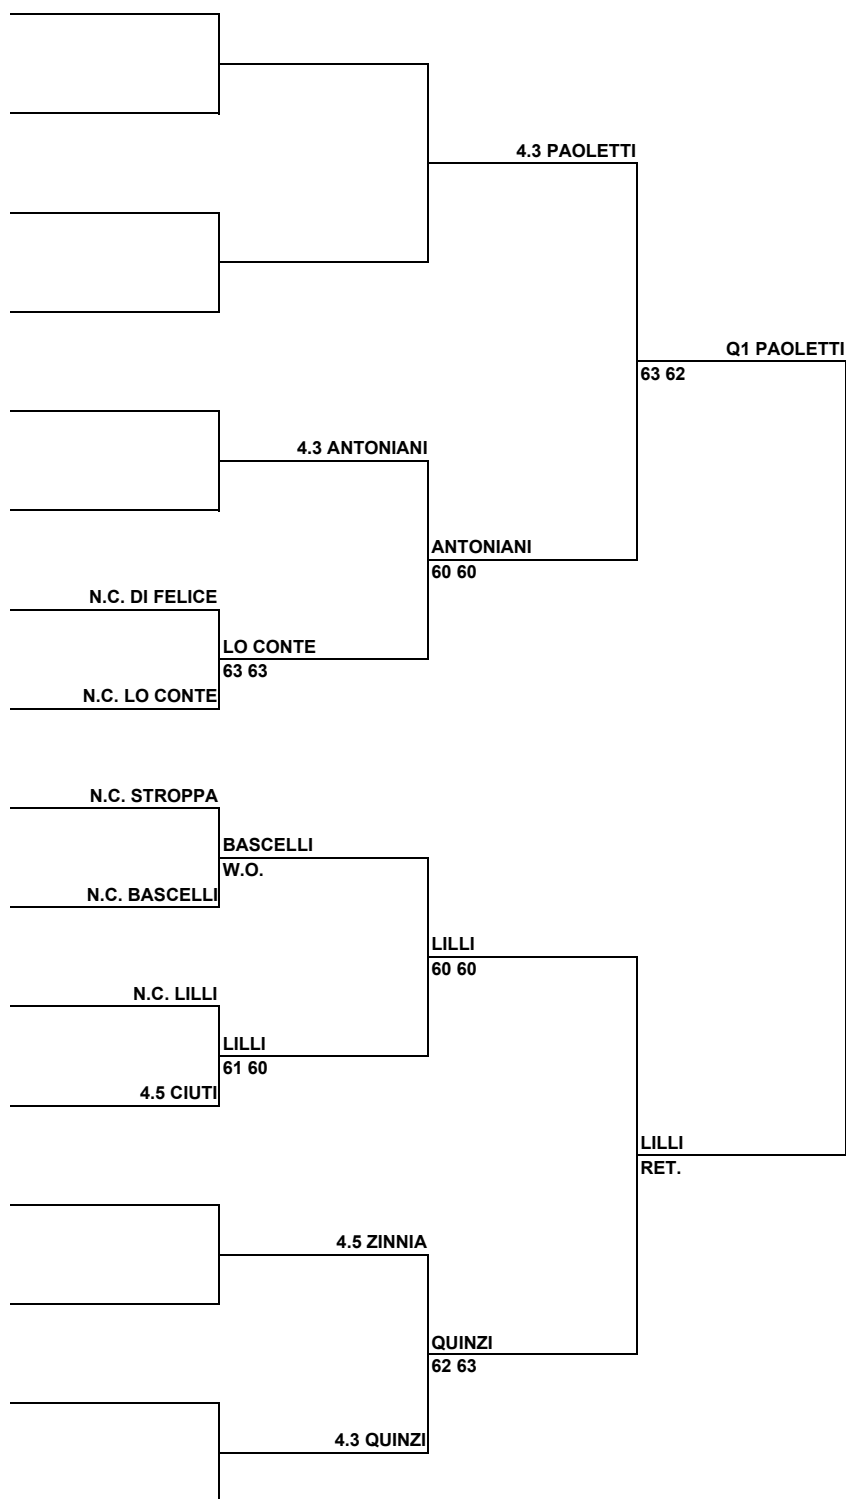 4.3 PAOLETTI
Q1 PAOLETTI
63 62
4.3 ANTONIANI
ANTONIANI
60 60
N.C. DI FELICE
LO CONTE
63 63
N.C. LO CONTE
N.C. STROPPA
BASCELLI
W.O.
N.C. BASCELLI
LILLI
60 60
N.C. LILLI
LILLI
61 60
4.5 CIUTI
LILLI
RET.
4.5 ZINNIA
QUINZI
62 63
4.3 QUINZI